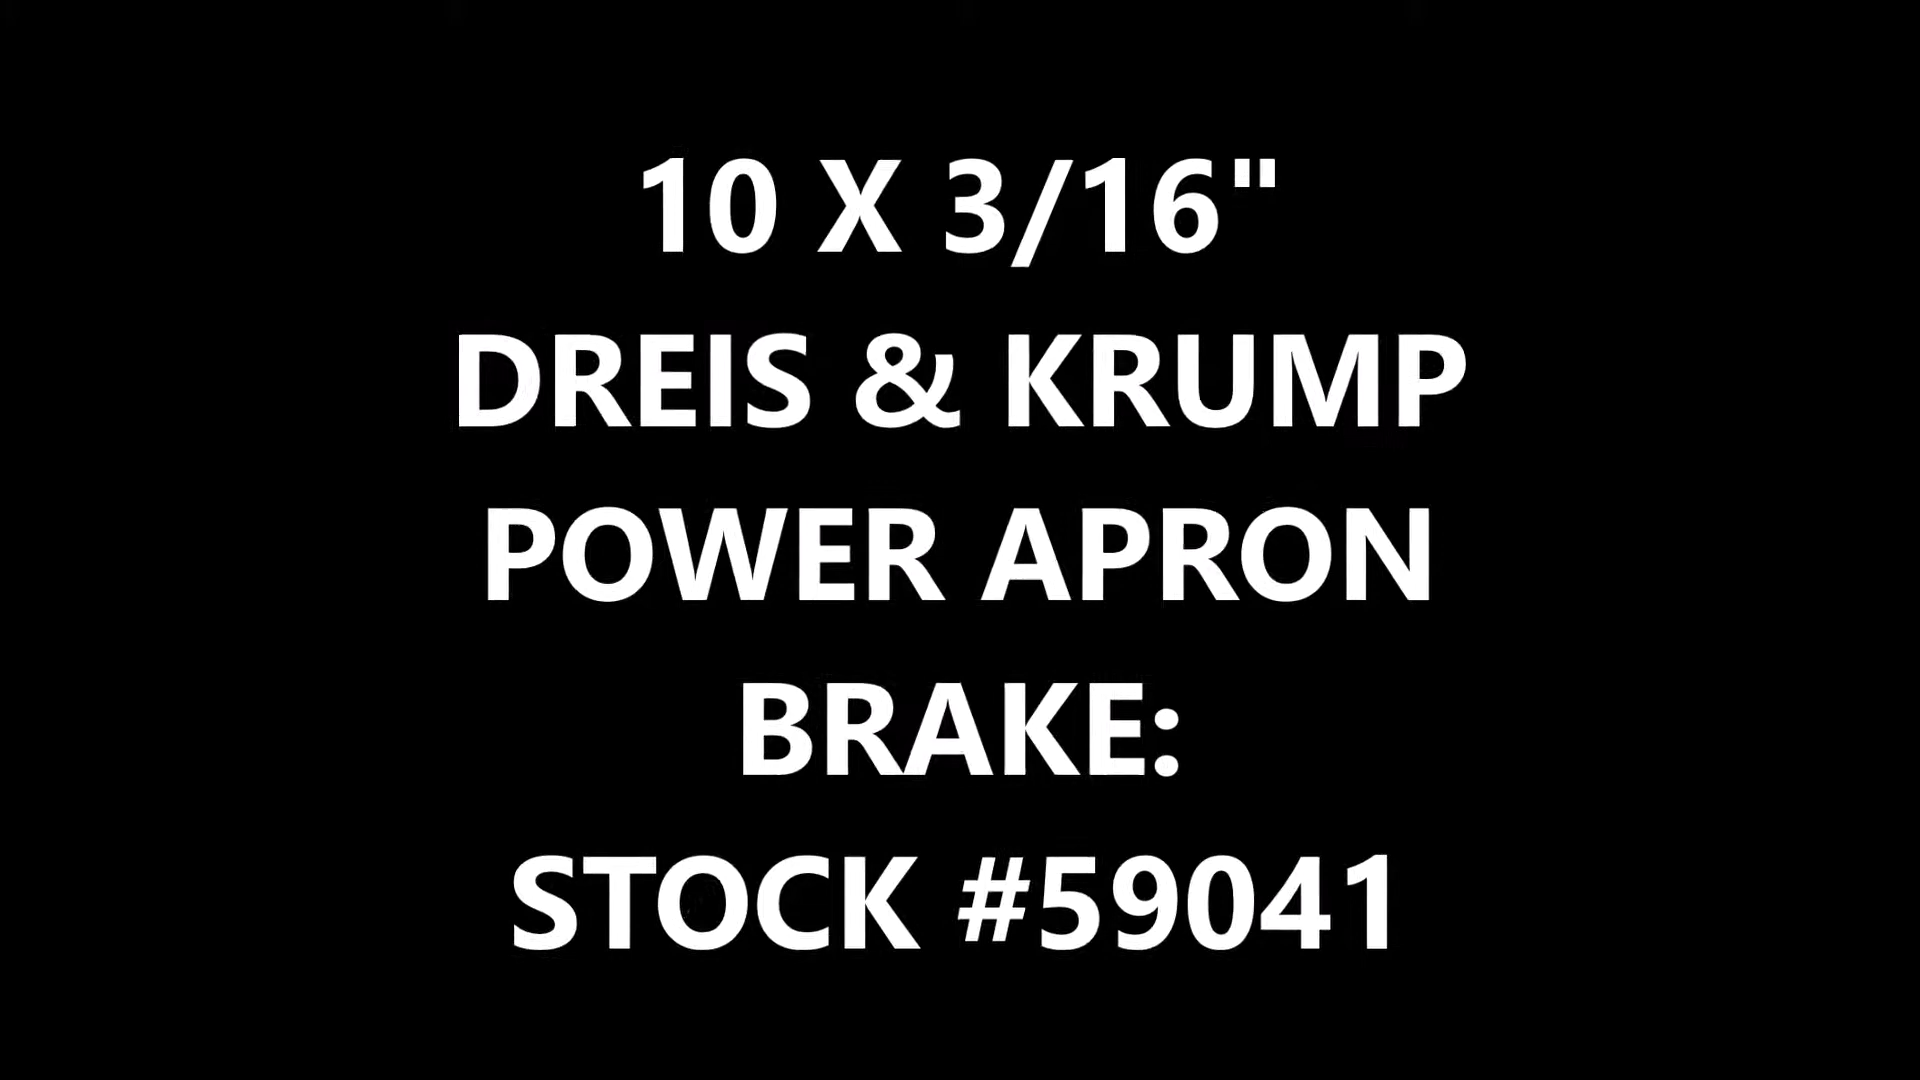 10 X 3/16"
DREIS & KRUMP
POWER APRON
BRAKE:
STOCK #59041